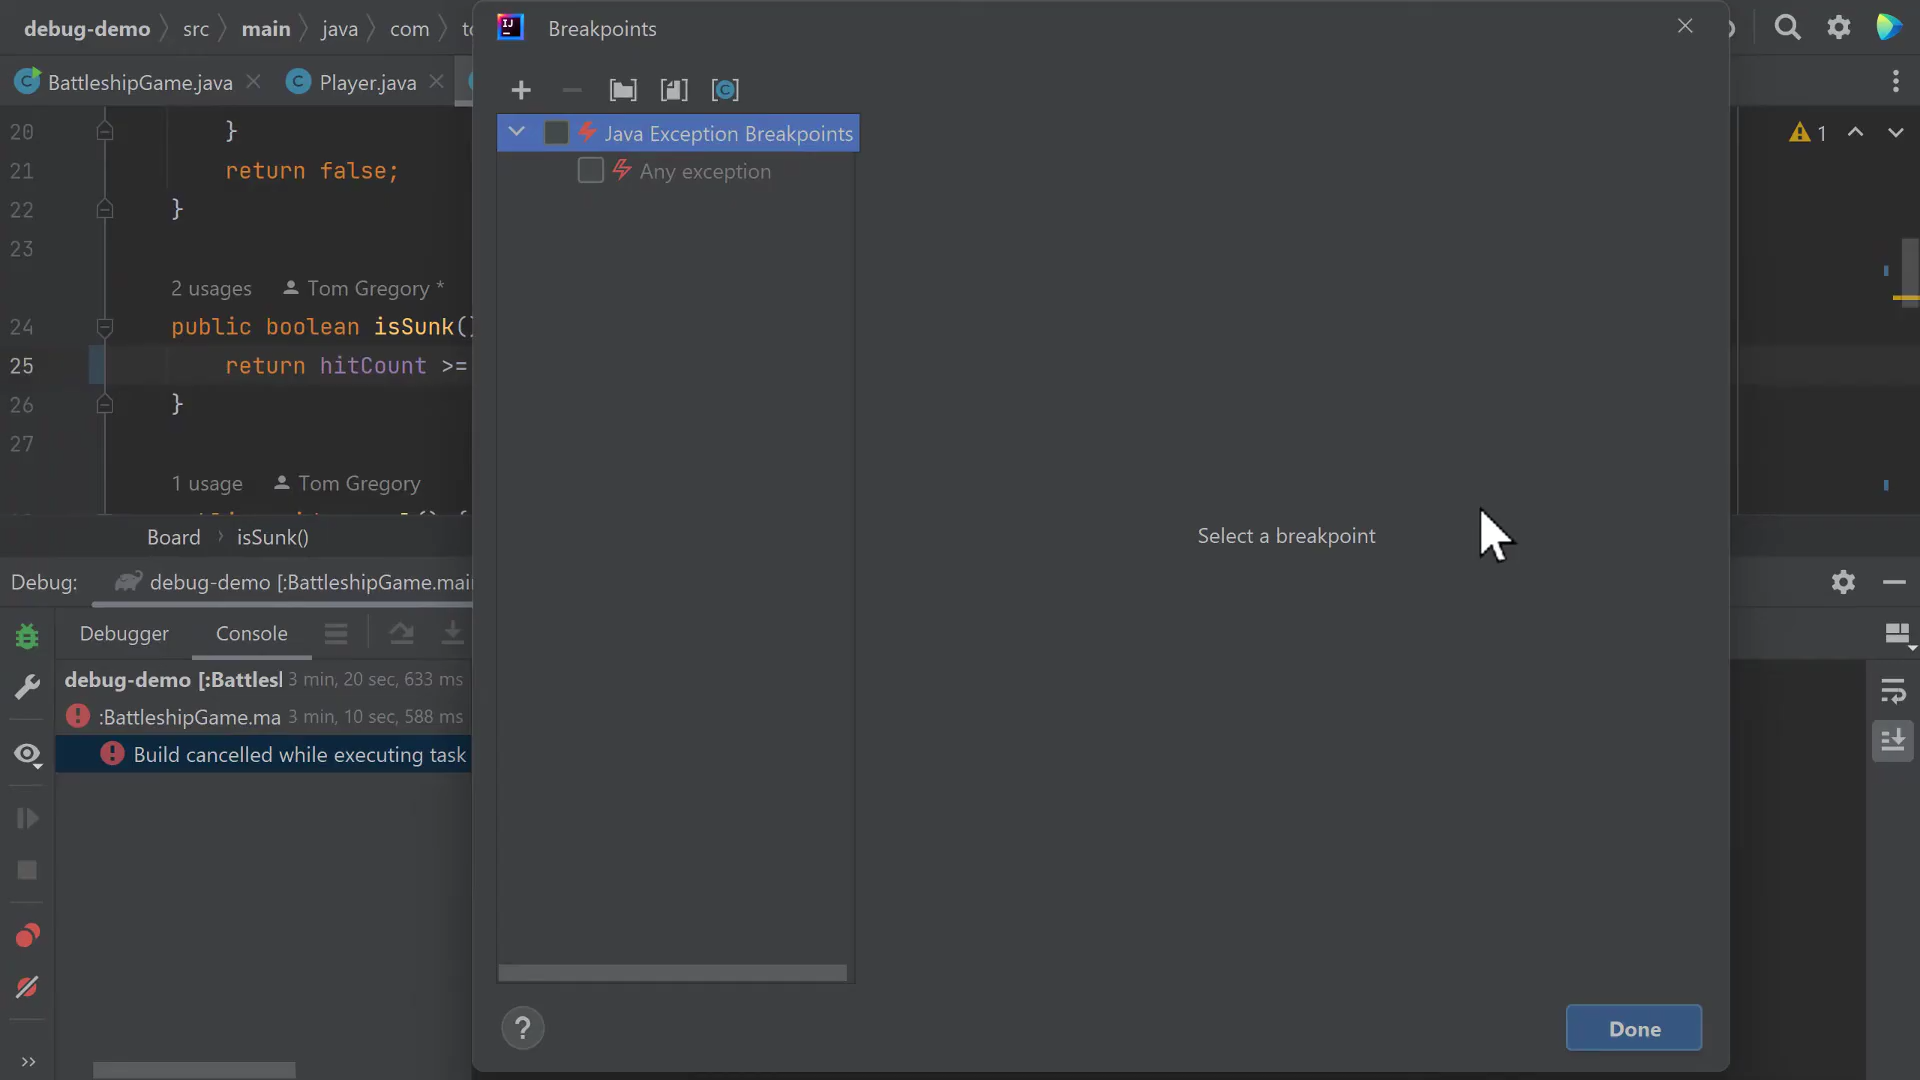 debug-demo src main java com
Breakpoints
BattleshipGame.java Player.java
20 }
21 return false;
22 }
23
2 usages Tom Gregory *
24 public boolean isSunk()
25 return hitCount >=
26 }
27
1 usage Tom Gregory
Board isSunk()
1
Java Exception Breakpoints
Any exception
Select a breakpoint
Debug: debug-demo [:BattleshipGame.main
Debugger Console
debug-demo [:Battlesl 3 min, 20 sec, 633 ms
:BattleshipGame.ma 3 min, 10 sec, 588 ms
Build cancelled while executing task
?
Done